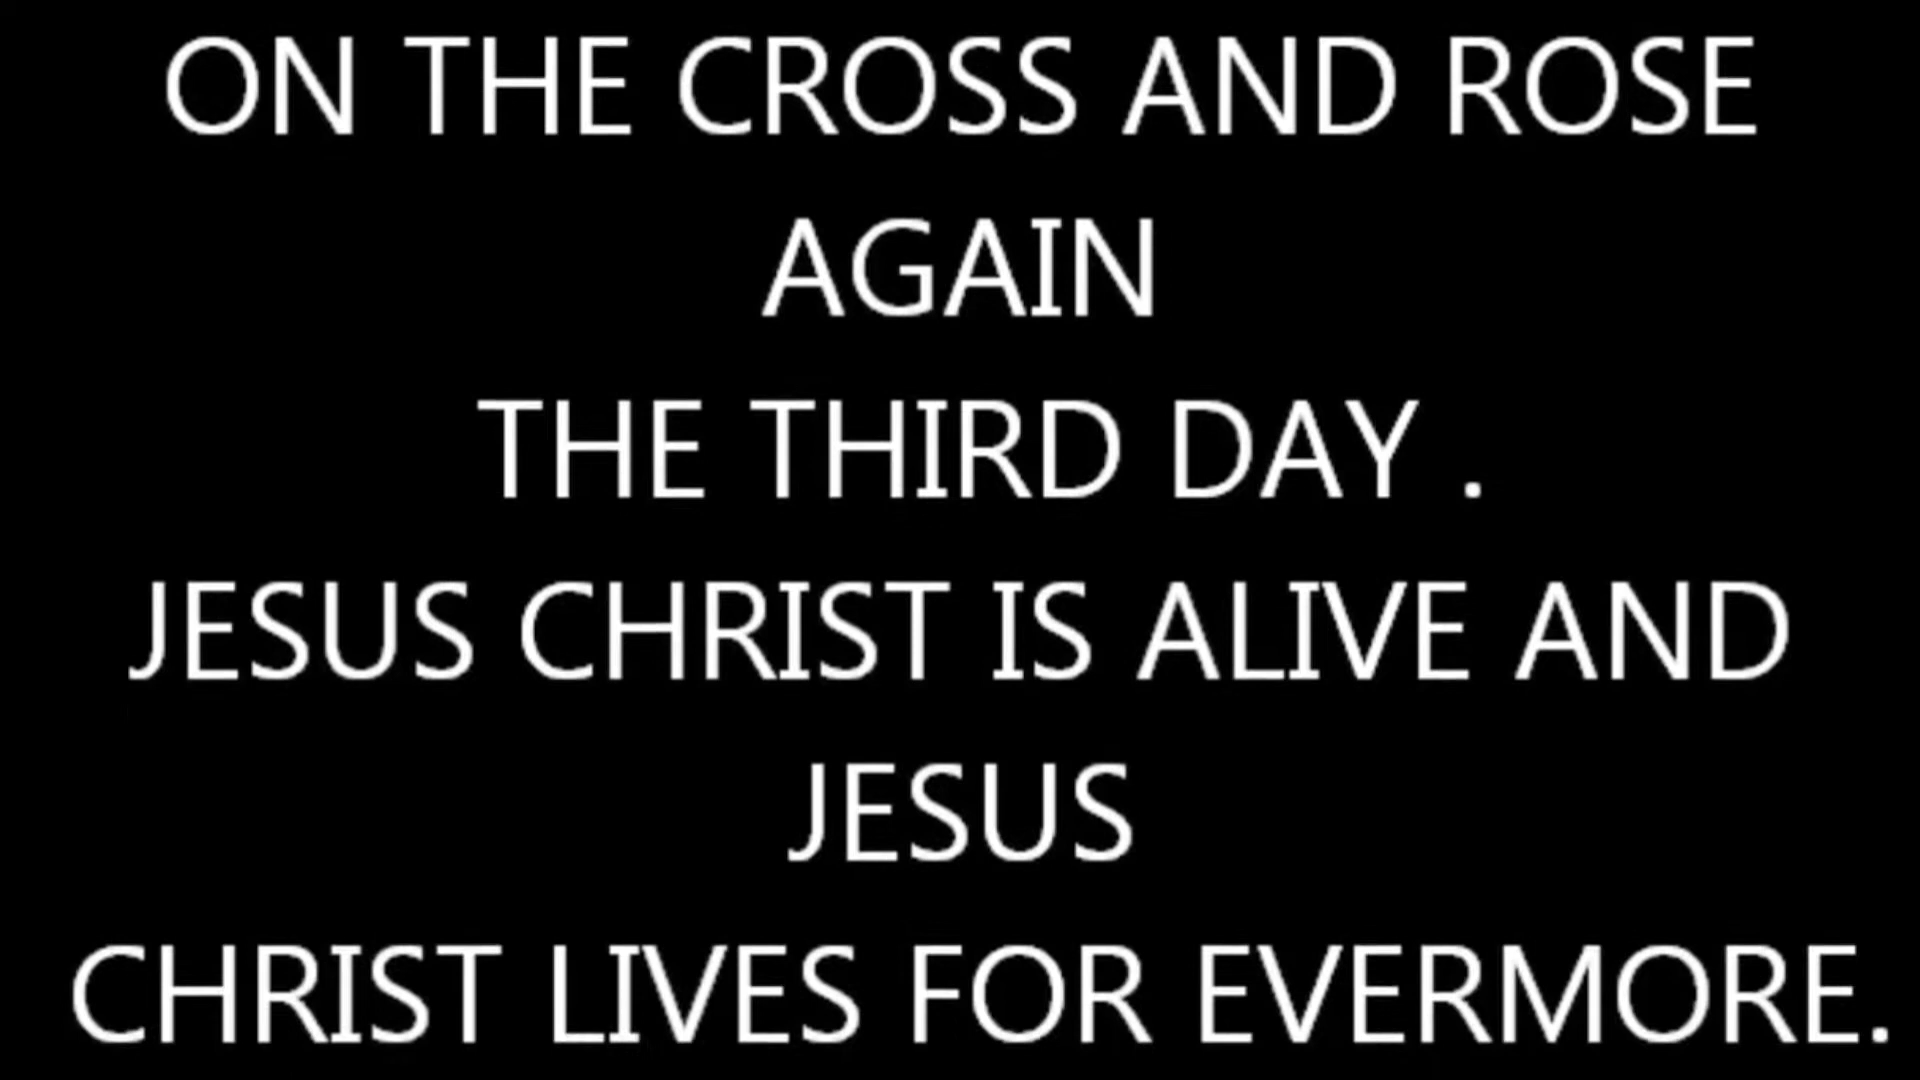 ON THE CROSS AND ROSE
AGAIN
THE THIRD DAY .
JESUS CHRIST IS ALIVE AND
JESUS
CHRIST LIVES FOR EVERMORE.